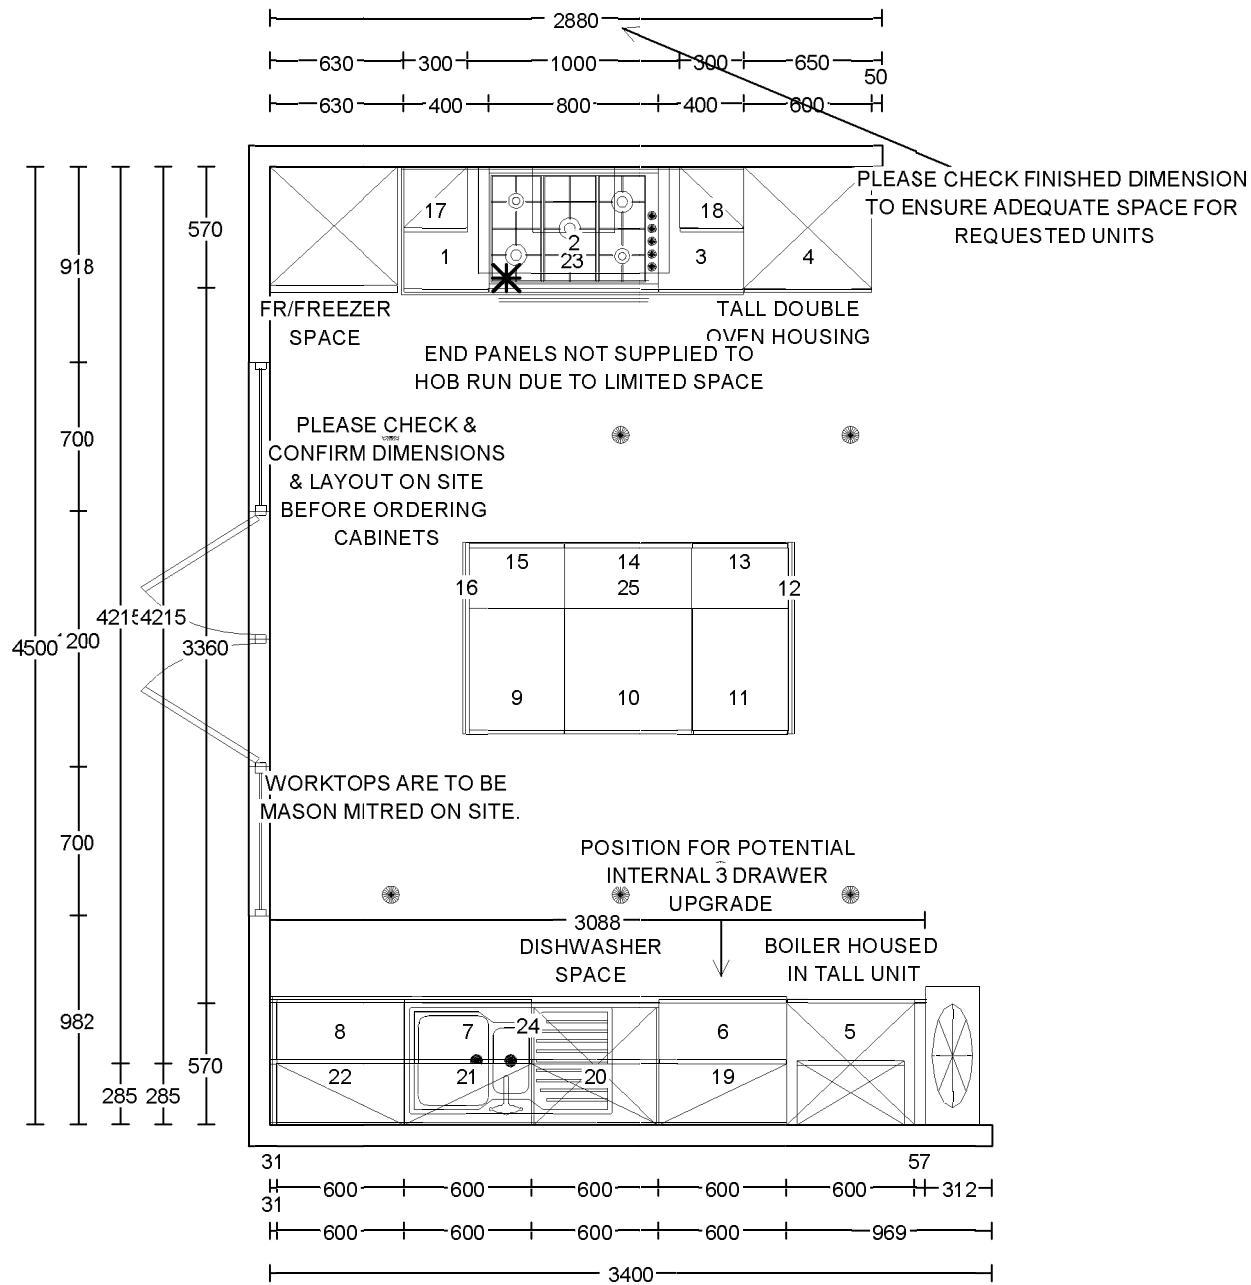 2880
630 300 1000 300 650
50
630 400 800 400 600
PLEASE CHECK FINISHED DIMENSION
TO ENSURE ADEQUATE SPACE FOR
REQUESTED UNITS
570
918
17
18
1
2
23
3
4
FR/FREEZER
SPACE
TALL DOUBLE
OVEN HOUSING
END PANELS NOT SUPPLIED TO
HOB RUN DUE TO LIMITED SPACE
PLEASE CHECK &
CONFIRM DIMENSIONS
& LAYOUT ON SITE
BEFORE ORDERING
CABINETS
700
15 14 13
16 25 12
4215 4215
4500 200 3360
9 10 11
WORKTOPS ARE TO BE
MASON MITRED ON SITE.
700
POSITION FOR POTENTIAL
INTERNAL 3 DRAWER
UPGRADE
3088
DISHWASHER
SPACE
BOILER HOUSED
IN TALL UNIT
982
8 7 24 6 5
570
22 21 20 19
285 285
31 57
600 600 600 600 600 312
31
600 600 600 600 969
3400